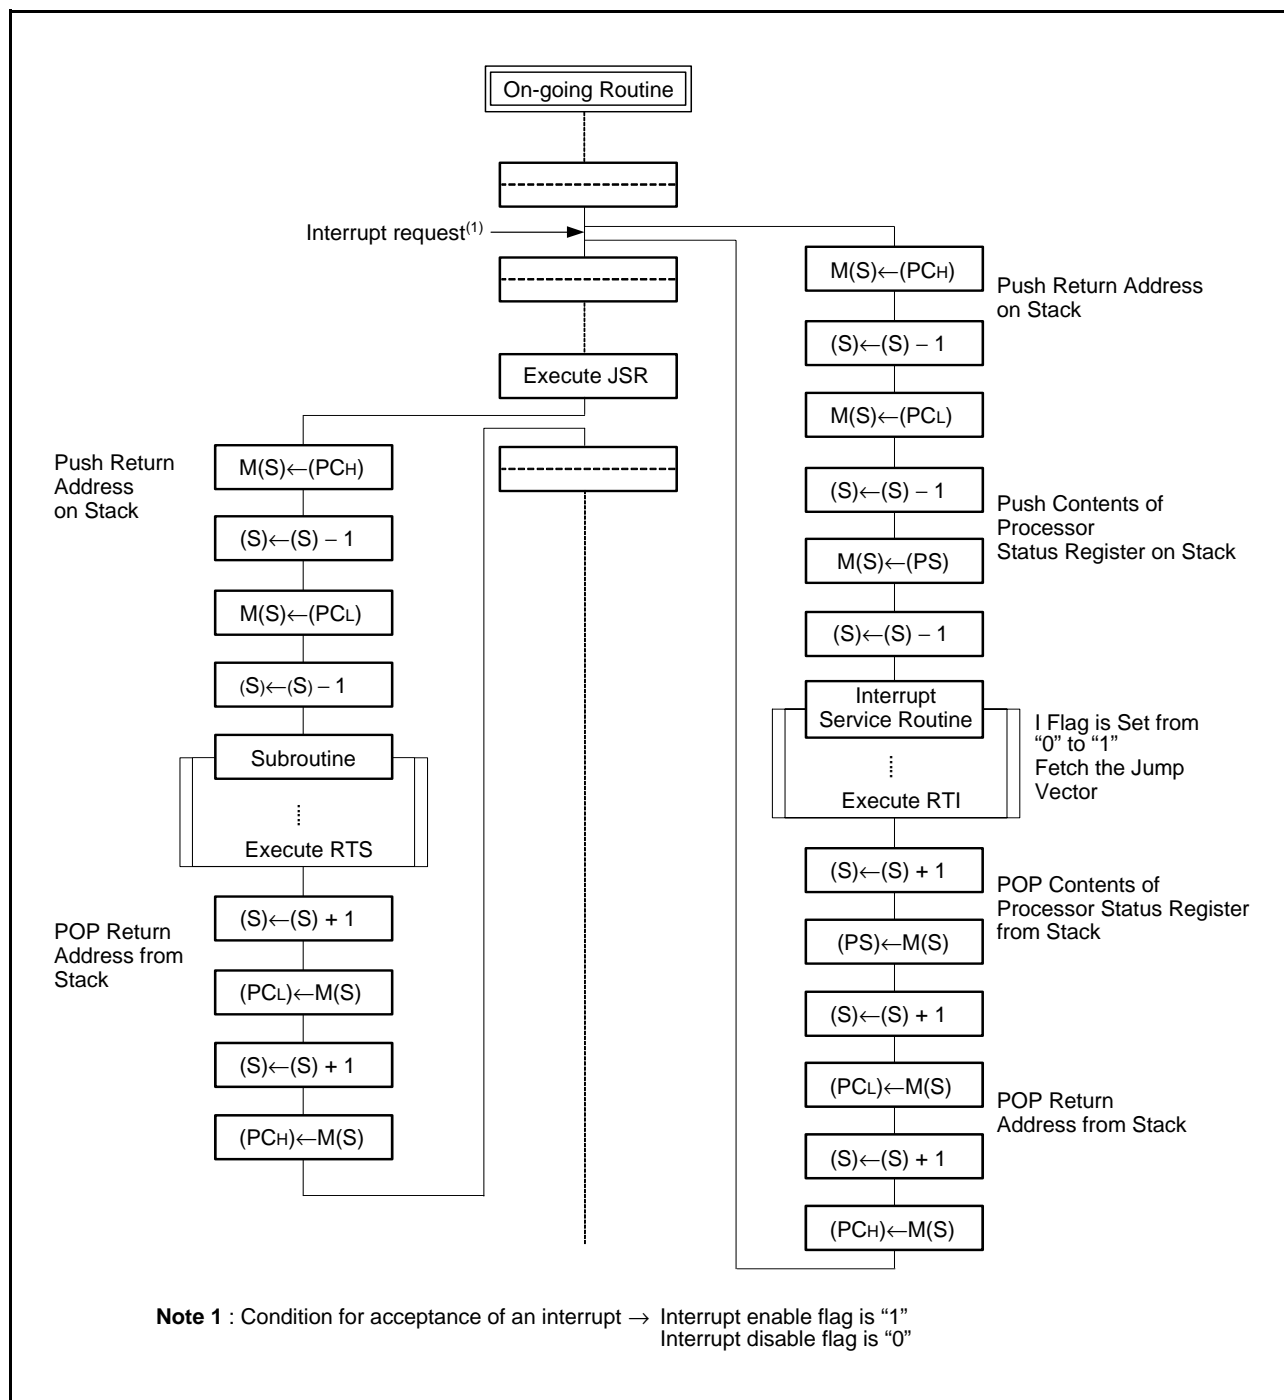 On-going Routine
Interrupt request(1)
Execute JSR
Push Return
Address
on Stack
M(S)←(PCH)
(S)←(S) – 1
M(S)←(PCL)
(S)←(S) – 1
Subroutine
Execute RTS
POP Return
Address from
Stack
(S)←(S) + 1
(PCL)←M(S)
(S)←(S) + 1
(PCH)←M(S)
M(S)←(PCH)
Push Return Address
on Stack
(S)←(S) – 1
M(S)←(PCL)
(S)←(S) – 1
Push Contents of
Processor
Status Register on Stack
M(S)←(PS)
(S)←(S) – 1
Interrupt
Service Routine
I Flag is Set from
“0” to “1”
Fetch the Jump
Vector
Execute RTI
(S)←(S) + 1
POP Contents of
Processor Status Register
from Stack
(PS)←M(S)
(S)←(S) + 1
(PCL)←M(S)
POP Return
Address from Stack
(S)←(S) + 1
(PCH)←M(S)
Note 1 : Condition for acceptance of an interrupt → Interrupt enable flag is “1”
Interrupt disable flag is “0”